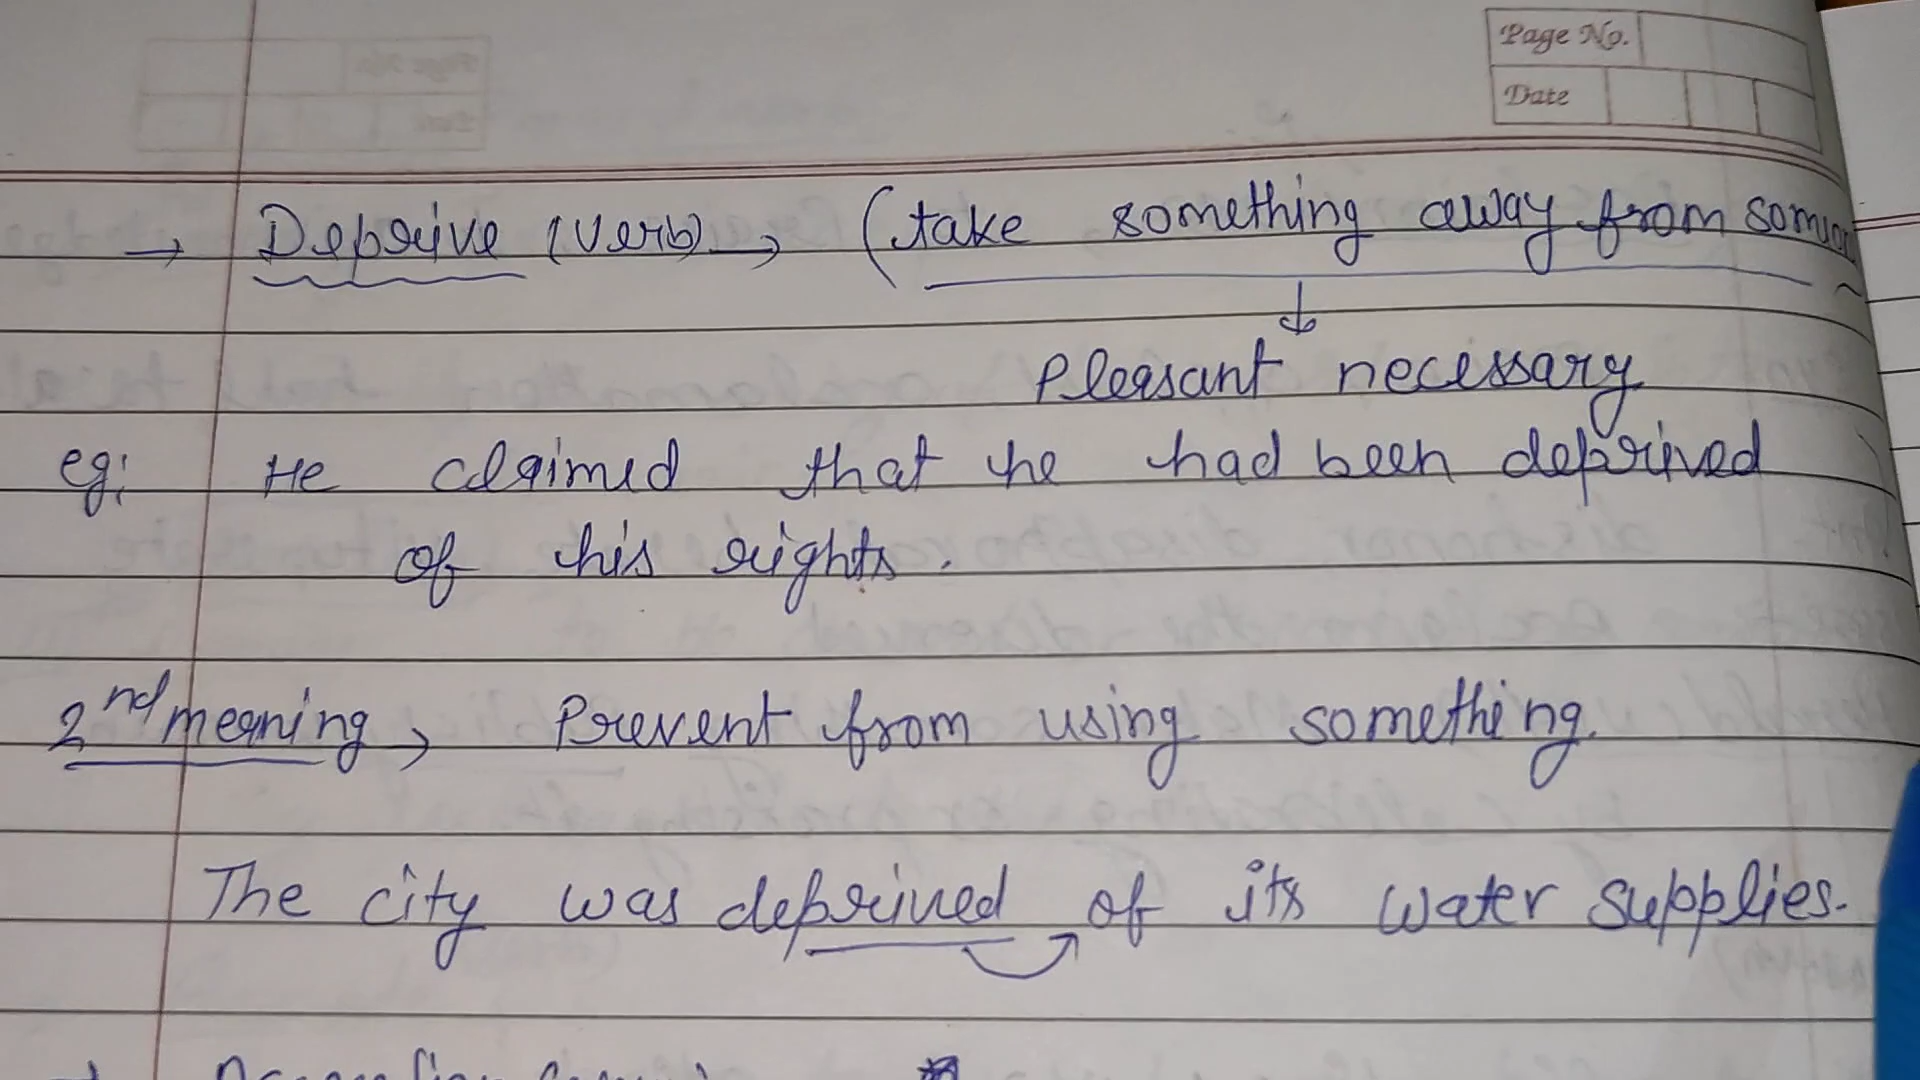 Page No.
Date
→ Deprive (verb) → (take something away from
↓
Pleasant necessary
eg: He claimed that he had been deprived
of his rights.
2nd meaning → Prevent from using something.
The city was deprived of its water supplies.